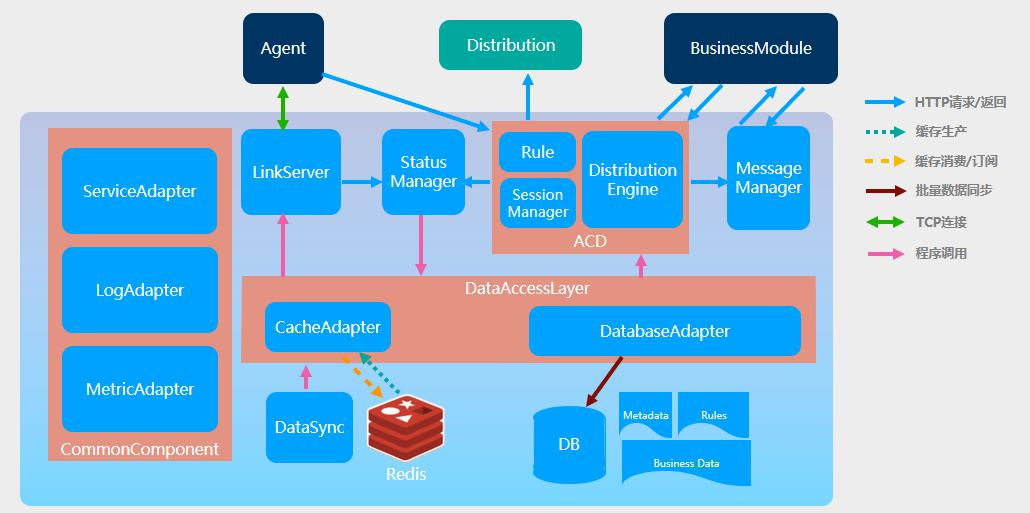 Agent
Distribution
BusinessModule
HTTP请求/返回
缓存生产
缓存消费/订阅
批量数据同步
TCP连接
程序调用
ServiceAdapter
LogAdapter
MetricAdapter
CommonComponent
LinkServer
Status
Manager
Rule
Session
Manager
Distribution
Engine
ACD
Message
Manager
DataAccessLayer
CacheAdapter
DatabaseAdapter
DataSync
Redis
DB
Metadata
Rules
Business Data